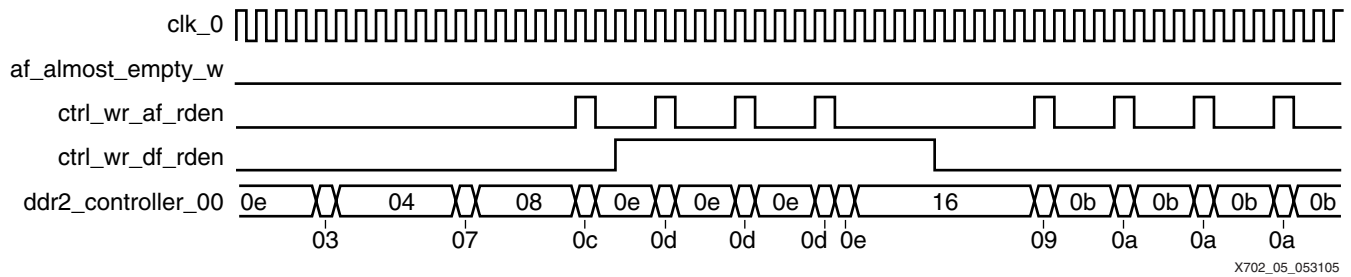 clk_0
af_almost_empty_w
ctrl_wr_af_rden
ctrl_wr_df_rden
ddr2_controller_00 0e 04 08 0e 0e 0e 16 0b 0b 0b 0b
03 07 0c 0d 0d 0d 0e 09 0a 0a 0a
X702_05_053105